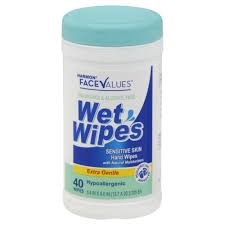 HARMON®
FACE VALUES®
FRAGRANCE & ALCOHOL FREE
Wet
Wipes
SENSITIVE SKIN
Hand Wipes
with Natural Moisturizers
Extra Gentle
40
WIPES
Hypoallergenic